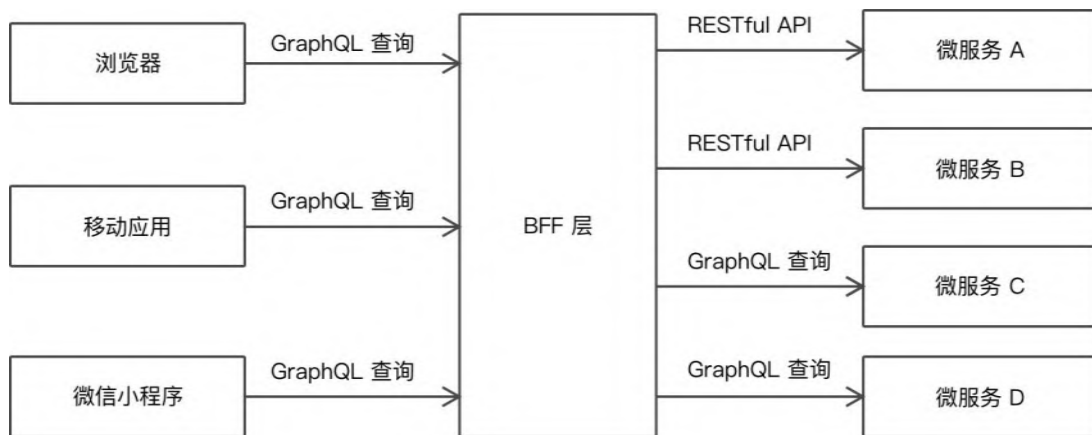 浏览器
GraphQL 查询
移动应用
GraphQL 查询
微信小程序
GraphQL 查询
BFF 层
RESTful API
微服务 A
RESTful API
微服务 B
GraphQL 查询
微服务 C
GraphQL 查询
微服务 D